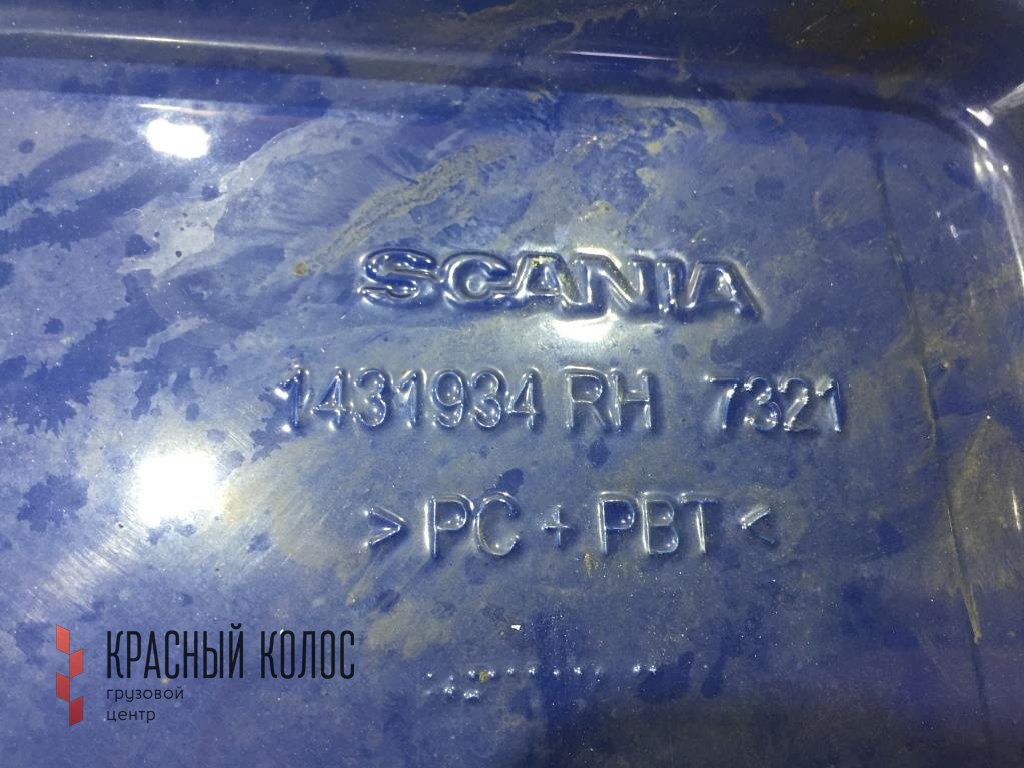 SCANIA
1431934 RH 7321
>PC + PBT<
КРАСНЫЙ КОЛОС
грузовой
центр